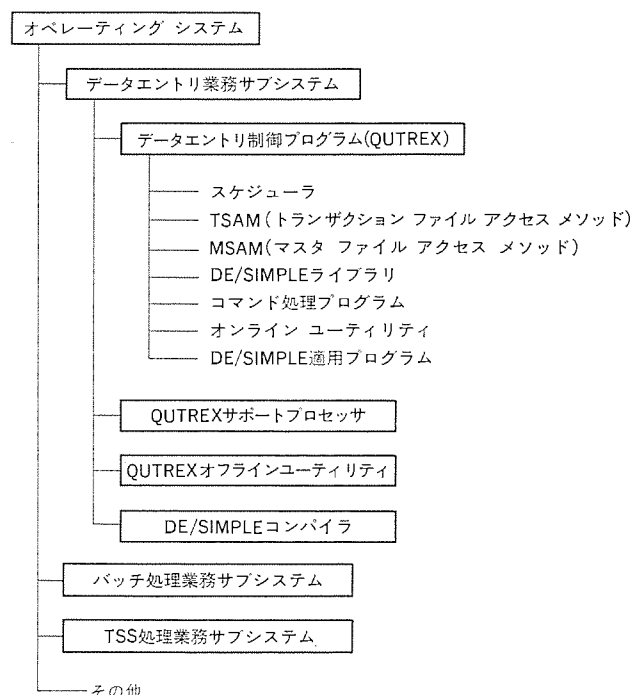 オペレーティング システム
データエントリ業務サブシステム
データエントリ制御プログラム(QUTREX)
スケジューラ
TSAM(トランザクション ファイル アクセス メソッド)
MSAM(マスタ ファイル アクセス メソッド)
DE/SIMPLEライブラリ
コマンド処理プログラム
オンライン ユーティリティ
DE/SIMPLE適用プログラム
QUTREXサポートプロセッサ
QUTREXオフラインユーティリティ
DE/SIMPLEコンパイラ
バッチ処理業務サブシステム
TSS処理業務サブシステム
その他